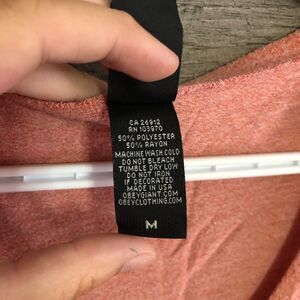 CA 26912
RN 103970
50% POLYESTER
50% RAYON
MACHINE WASH COLD
DO NOT BLEACH
TUMBLE DRY LOW
DO NOT IRON
IF DECORATED
MADE IN USA
OBEYGIANT.COM
OBEYCLOTHING.COM
M